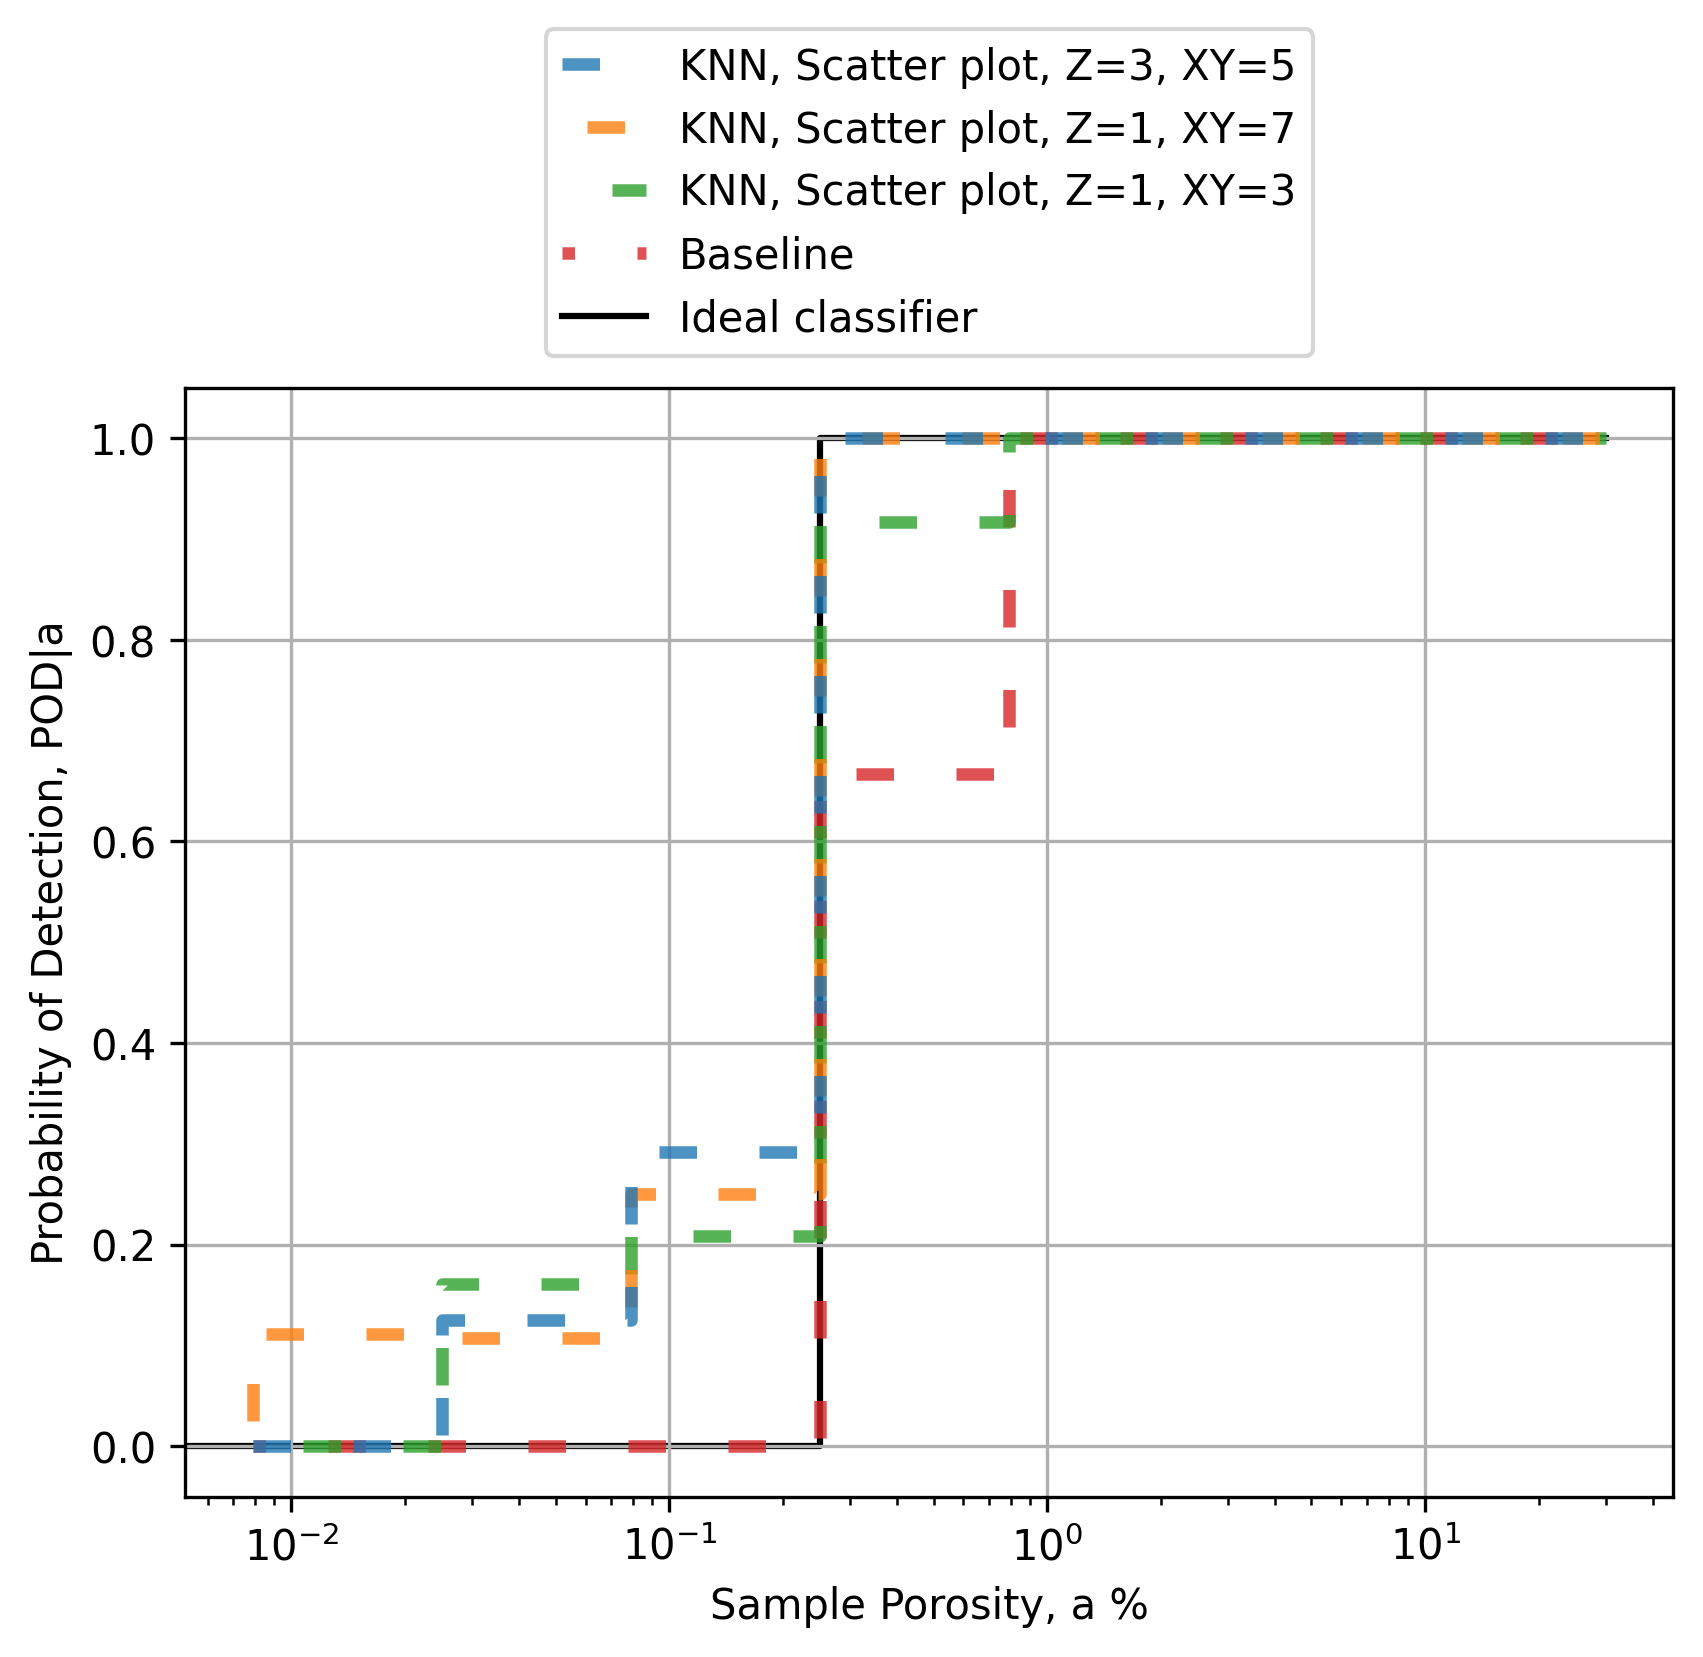 KNN, Scatter plot, Z=3, XY=5
KNN, Scatter plot, Z=1, XY=7
KNN, Scatter plot, Z=1, XY=3
Baseline
Ideal classifier
1.0
0.8
0.6
0.4
0.2
0.0
Probability of Detection, POD|a
10⁻² 10⁻¹ 10⁰ 10¹
Sample Porosity, a %